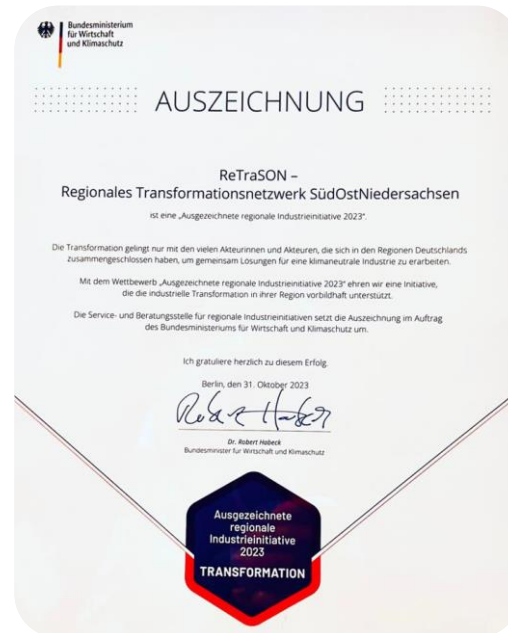 Bundesministerium
für Wirtschaft
und Klimaschutz
AUSZEICHNUNG
ReTraSON –
Regionales Transformationsnetzwerk SüdOstNiedersachsen
ist eine „Ausgezeichnete regionale Industrieinitiative 2023“.
Die Transformation gelingt nur mit den vielen Akteurinnen und Akteuren, die sich in den Regionen Deutschlands
zusammengeschlossen haben, um gemeinsam Lösungen für eine klimaneutrale Industrie zu erarbeiten.
Mit dem Wettbewerb „Ausgezeichnete regionale Industrieinitiative 2023“ ehren wir eine Initiative,
die die industrielle Transformation in ihrer Region vorbildhaft unterstützt.
Die Service- und Beratungsstelle für regionale Industrieinitiativen setzt die Auszeichnung im Auftrag
des Bundesministeriums für Wirtschaft und Klimaschutz um.
Ich gratuliere herzlich zu diesem Erfolg.
Berlin, den 31. Oktober 2023
Robert Habeck
Dr. Robert Habeck
Bundesminister für Wirtschaft und Klimaschutz
Ausgezeichnete
regionale
Industrieinitiative
2023
TRANSFORMATION